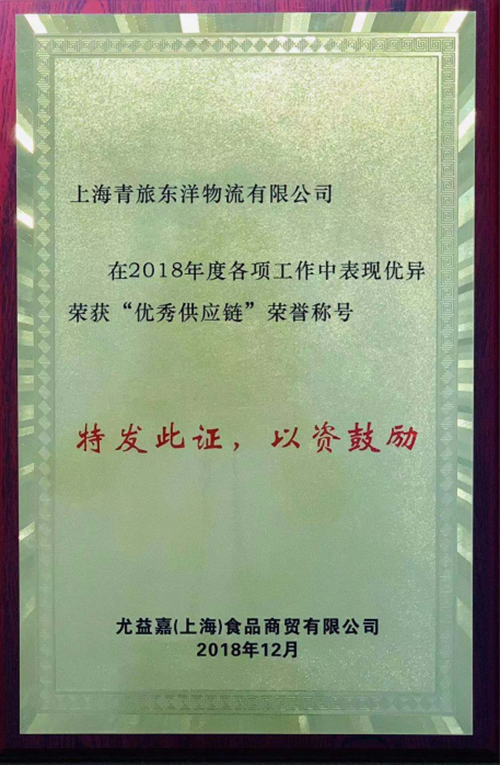 上海青旅东洋物流有限公司
在2018年度各项工作中表现优异
荣获“优秀供应链”荣誉称号
特发此证，以资鼓励
尤益嘉(上海)食品商贸有限公司
2018年12月